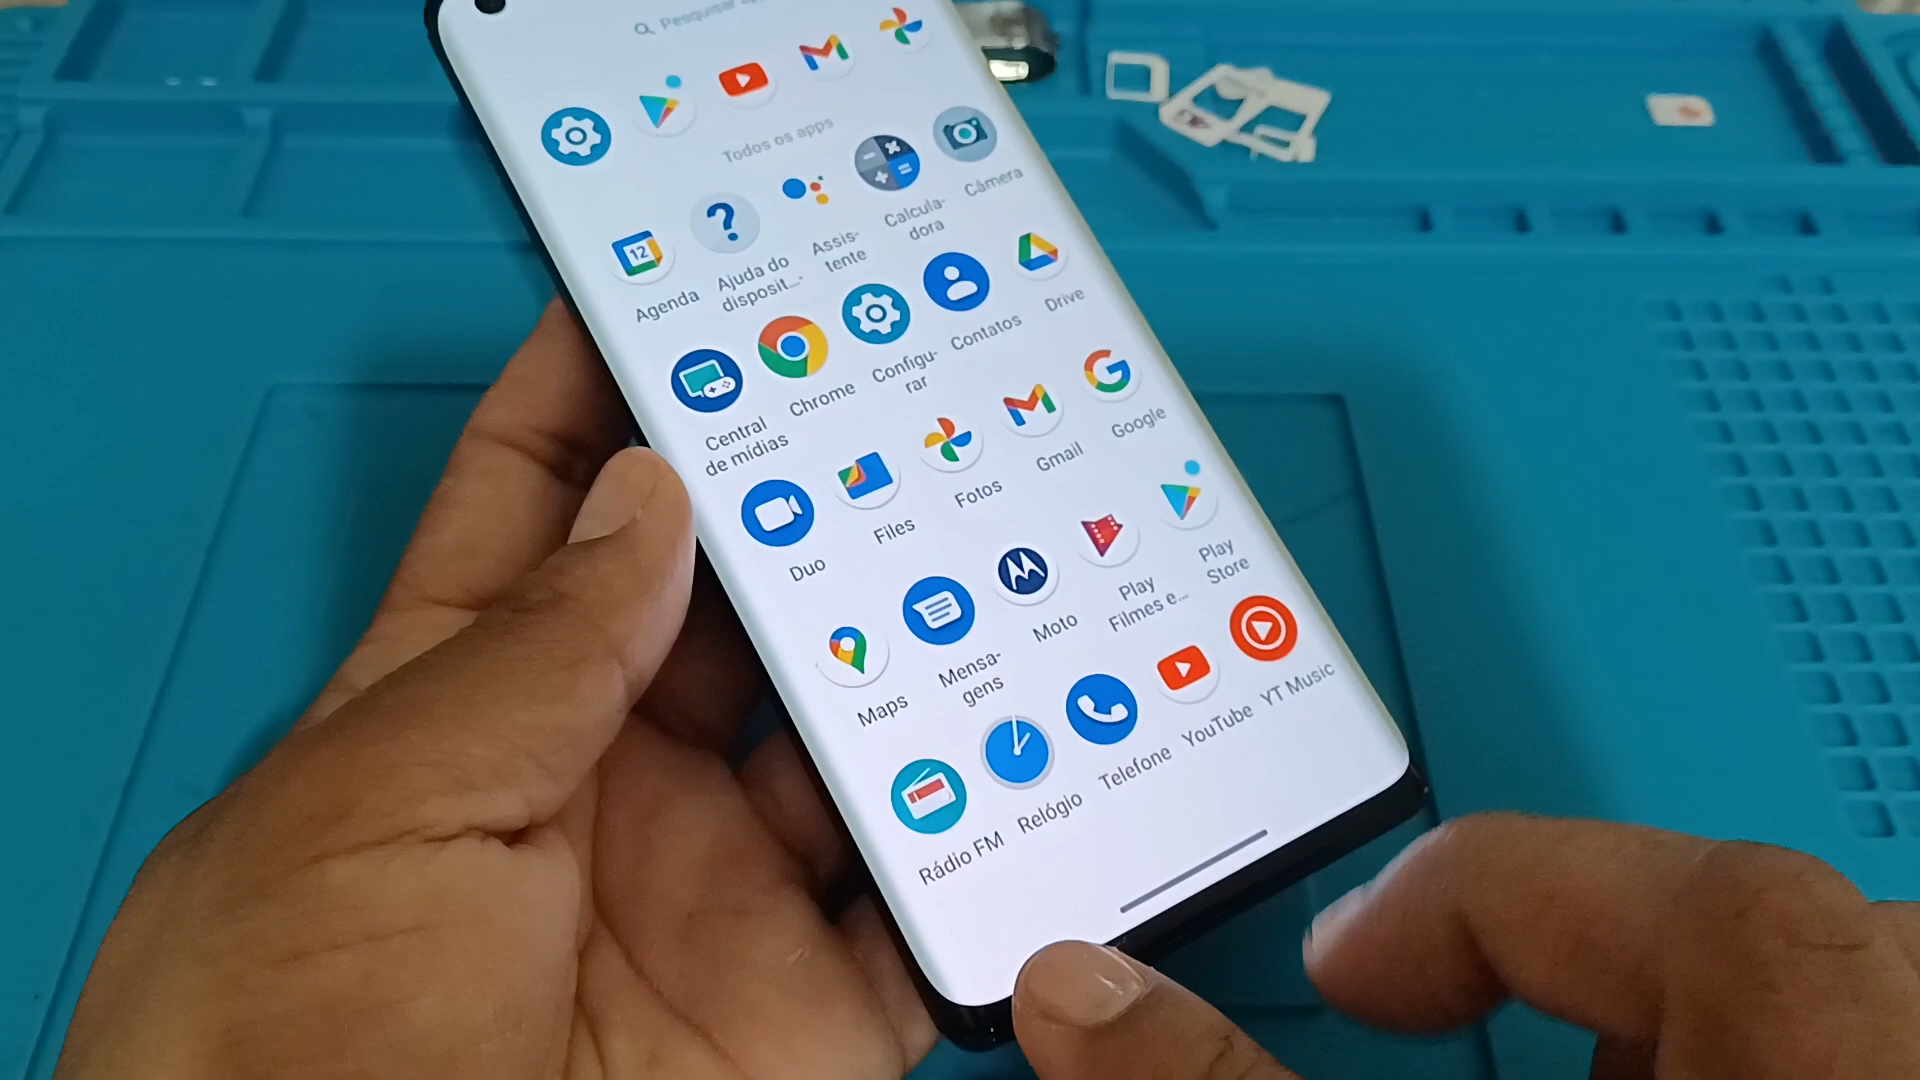 Pesquisar
Todos os apps
12
Agenda
Ajuda do
disposit...
Assis-
tente
Calcula-
dora
Câmera
Central
de mídias
Chrome
Configu-
rar
Contatos
Drive
Duo
Files
Fotos
Gmail
Google
Maps
Mensa-
gens
Moto
Play
Filmes e...
Play
Store
Rádio FM
Relógio
Telefone
YouTube
YT Music